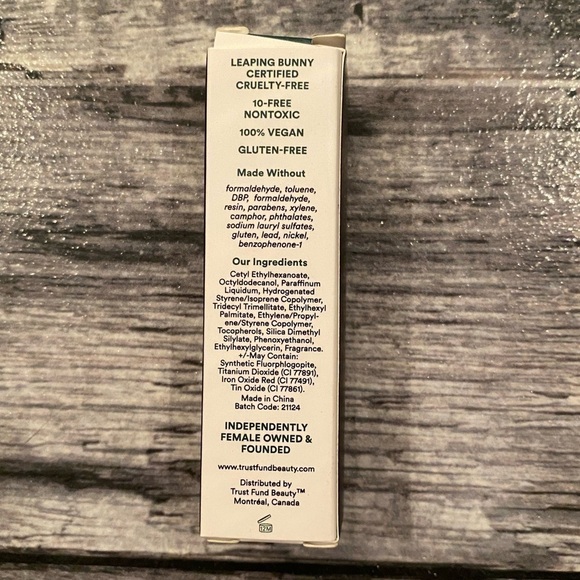 LEAPING BUNNY
CERTIFIED
CRUELTY-FREE
10-FREE
NONTOXIC
100% VEGAN
GLUTEN-FREE
Made Without
formaldehyde, toluene,
DBP, formaldehyde,
resin, parabens, xylene,
camphor, phthalates,
sodium lauryl sulfates,
gluten, lead, nickel,
benzophenone-1
Our Ingredients
Cetyl Ethylhexanoate,
Octyldodecanol, Paraffinum
Liquidum, Hydrogenated
Styrene/Isoprene Copolymer,
Tridecyl Trimellitate, Ethylhexyl
Palmitate, Ethylene/Propyl-
ene/Styrene Copolymer,
Tocopherols, Silica Dimethyl
Silylate, Phenoxyethanol,
Ethylhexylglycerin, Fragrance.
+/-May Contain:
Synthetic Fluorphlogopite,
Titanium Dioxide (CI 77891),
Iron Oxide Red (CI 77491),
Tin Oxide (CI 77861).
Made in China
Batch Code: 21124
INDEPENDENTLY
FEMALE OWNED &
FOUNDED
www.trustfundbeauty.com
Distributed by
Trust Fund Beauty™
Montréal, Canada
12M